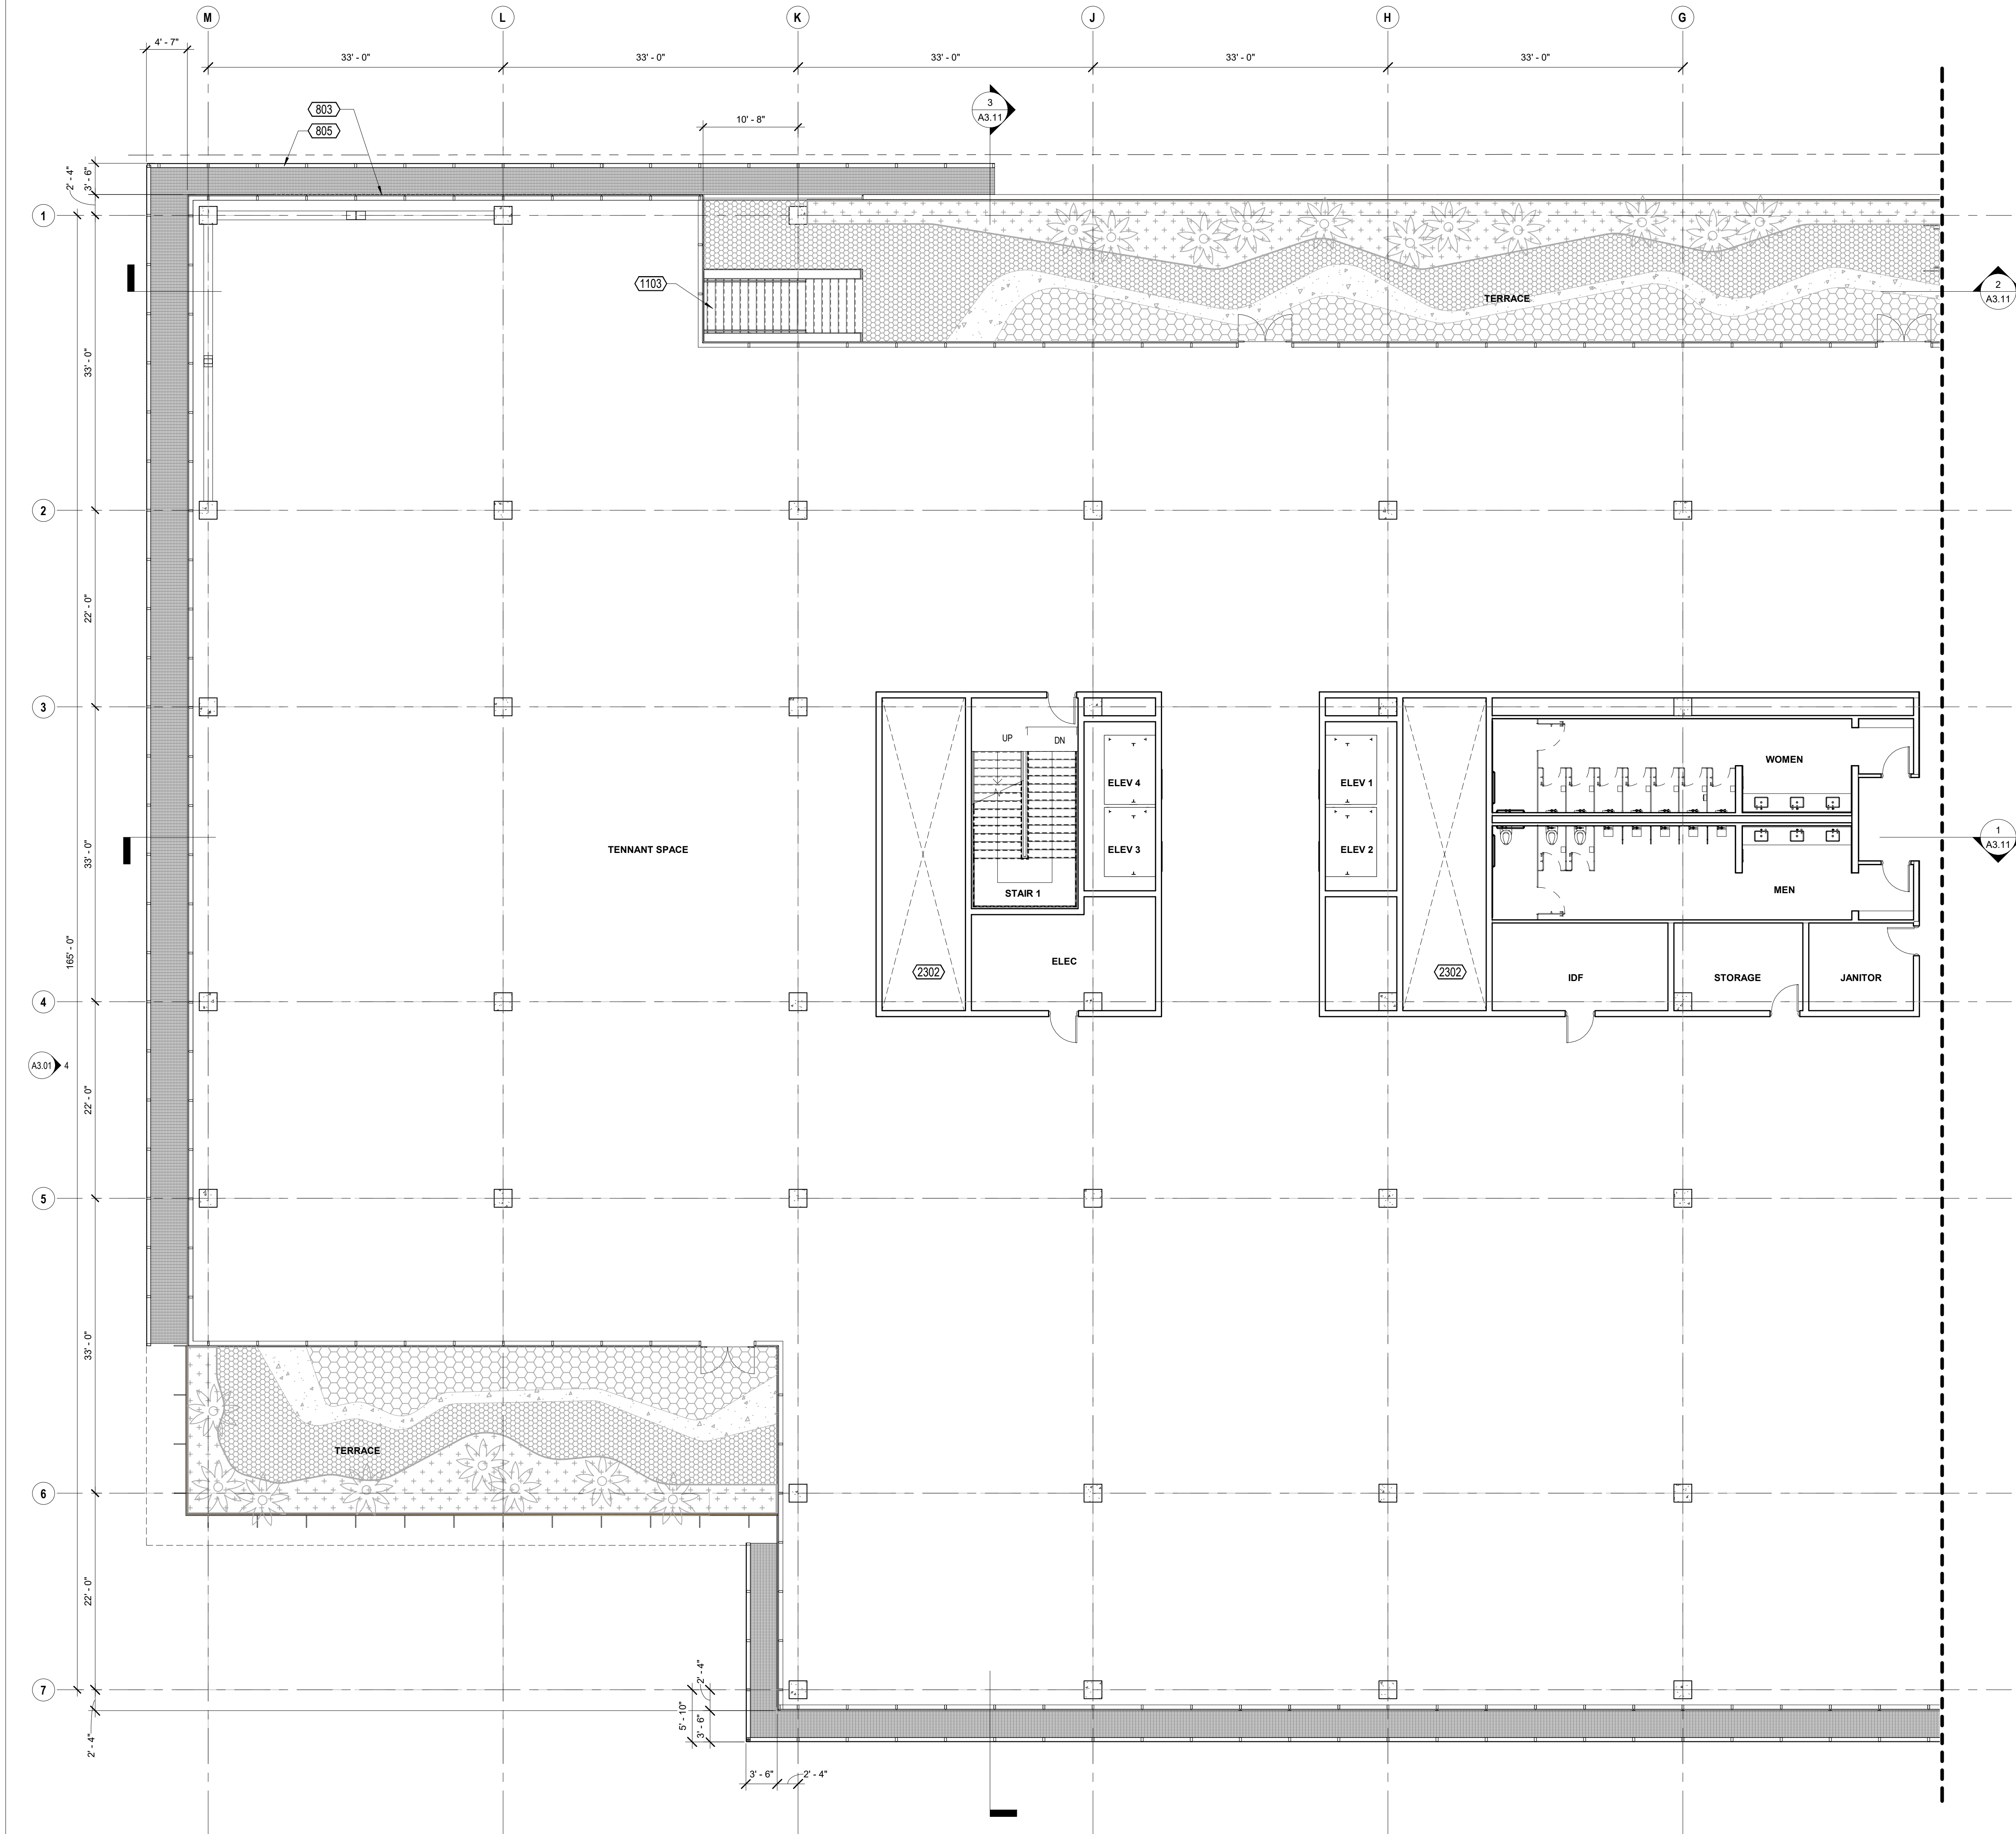 M
L
K
J
H
G
4' - 7"
33' - 0"
33' - 0"
33' - 0"
33' - 0"
33' - 0"
803
805
10' - 8"
3
A3.11
2' - 4"
3' - 6"
1
1103
TERRACE
2
A3.11
33' - 0"
2
22' - 0"
3
UP
DN
WOMEN
ELEV 4
ELEV 1
33' - 0"
TENNANT SPACE
ELEV 3
ELEV 2
1
A3.11
STAIR 1
MEN
165' - 0"
ELEC
2302
2302
IDF
STORAGE
JANITOR
4
A3.01
4
22' - 0"
5
33' - 0"
TERRACE
6
22' - 0"
7
2' - 4"
5' - 10"
3' - 6"
2' - 4"
3' - 6"
2' - 4"